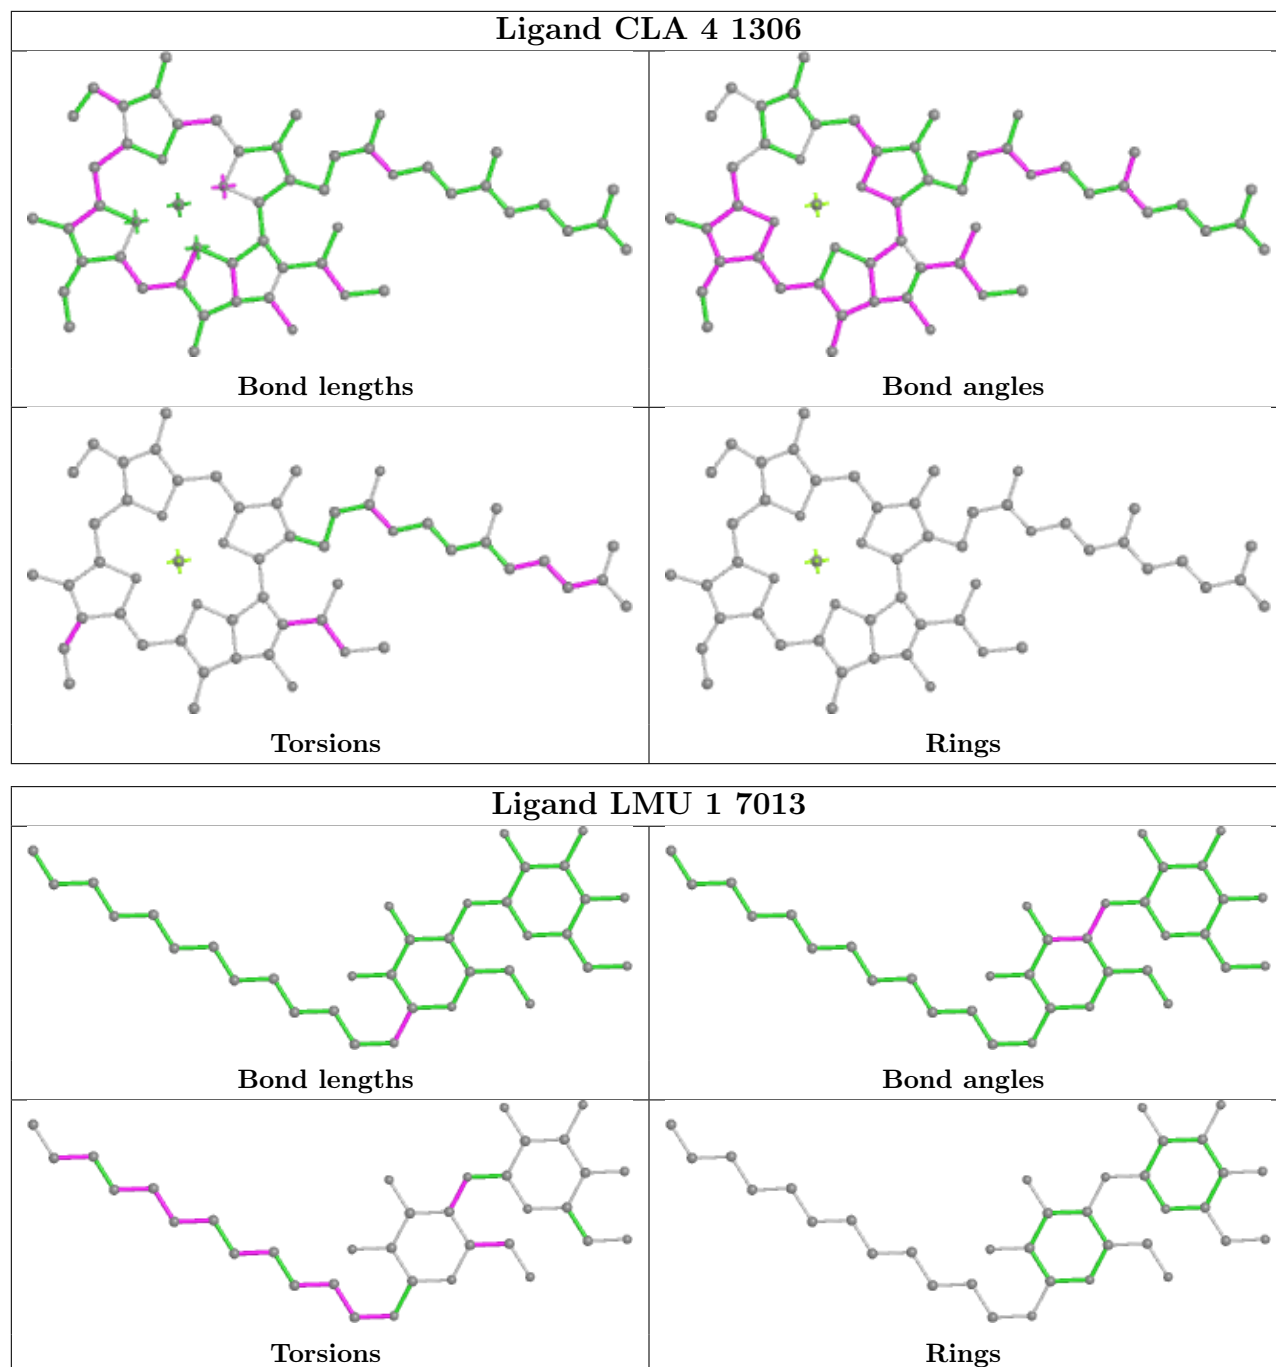 Ligand CLA 4 1306
Bond lengths
Bond angles
Torsions
Rings
Ligand LMU 1 7013
Bond lengths
Bond angles
Torsions
Rings